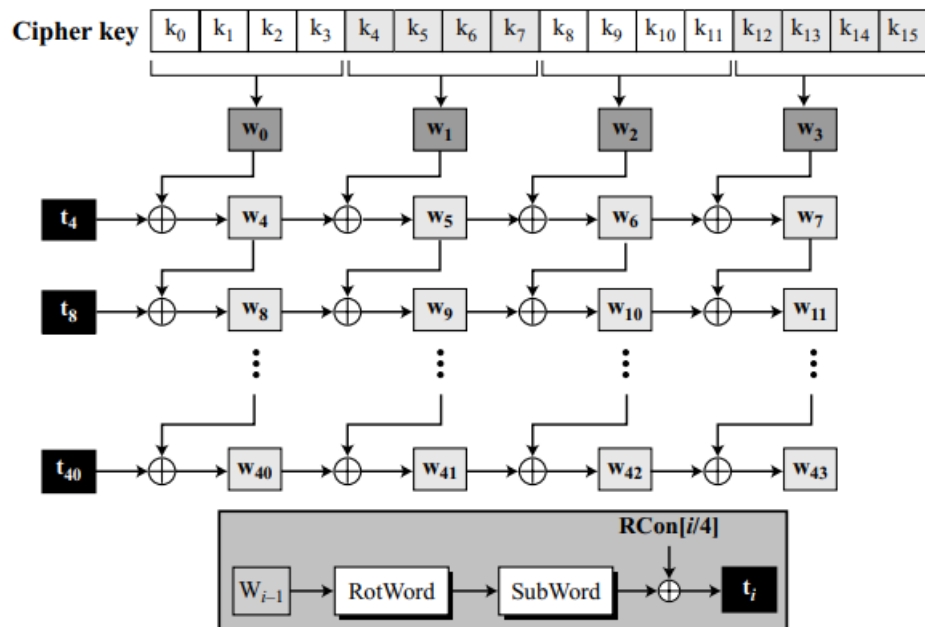 Cipher key k₀ k₁ k₂ k₃ k₄ k₅ k₆ k₇ k₈ k₉ k₁₀ k₁₁ k₁₂ k₁₃ k₁₄ k₁₅
w₀ w₁ w₂ w₃
t₄ w₄ w₅ w₆ w₇
t₈ w₈ w₉ w₁₀ w₁₁
t₄₀ w₄₀ w₄₁ w₄₂ w₄₃
RCon[i/4]
Wᵢ₋₁ RotWord SubWord tᵢ